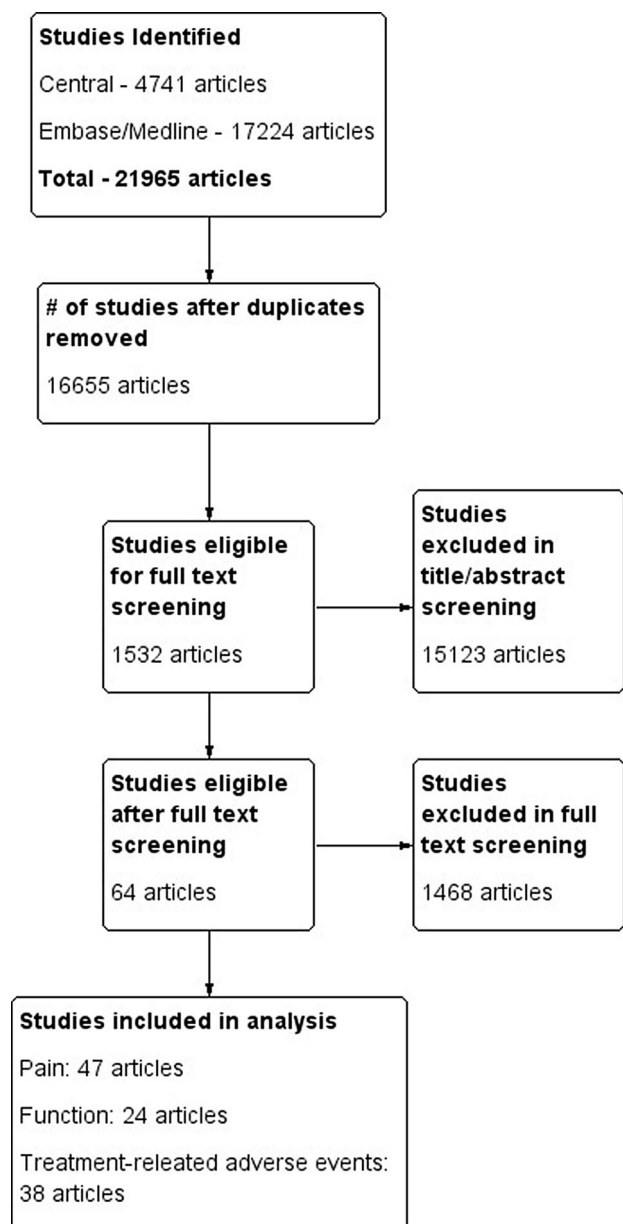 Studies Identified
Central - 4741 articles
Embase/Medline - 17224 articles
Total - 21965 articles
# of studies after duplicates
removed
16655 articles
Studies eligible
for full text
screening
1532 articles
Studies
excluded in
title/abstract
screening
15123 articles
Studies eligible
after full text
screening
64 articles
Studies
excluded in full
text screening
1468 articles
Studies included in analysis
Pain: 47 articles
Function: 24 articles
Treatment-releated adverse events:
38 articles